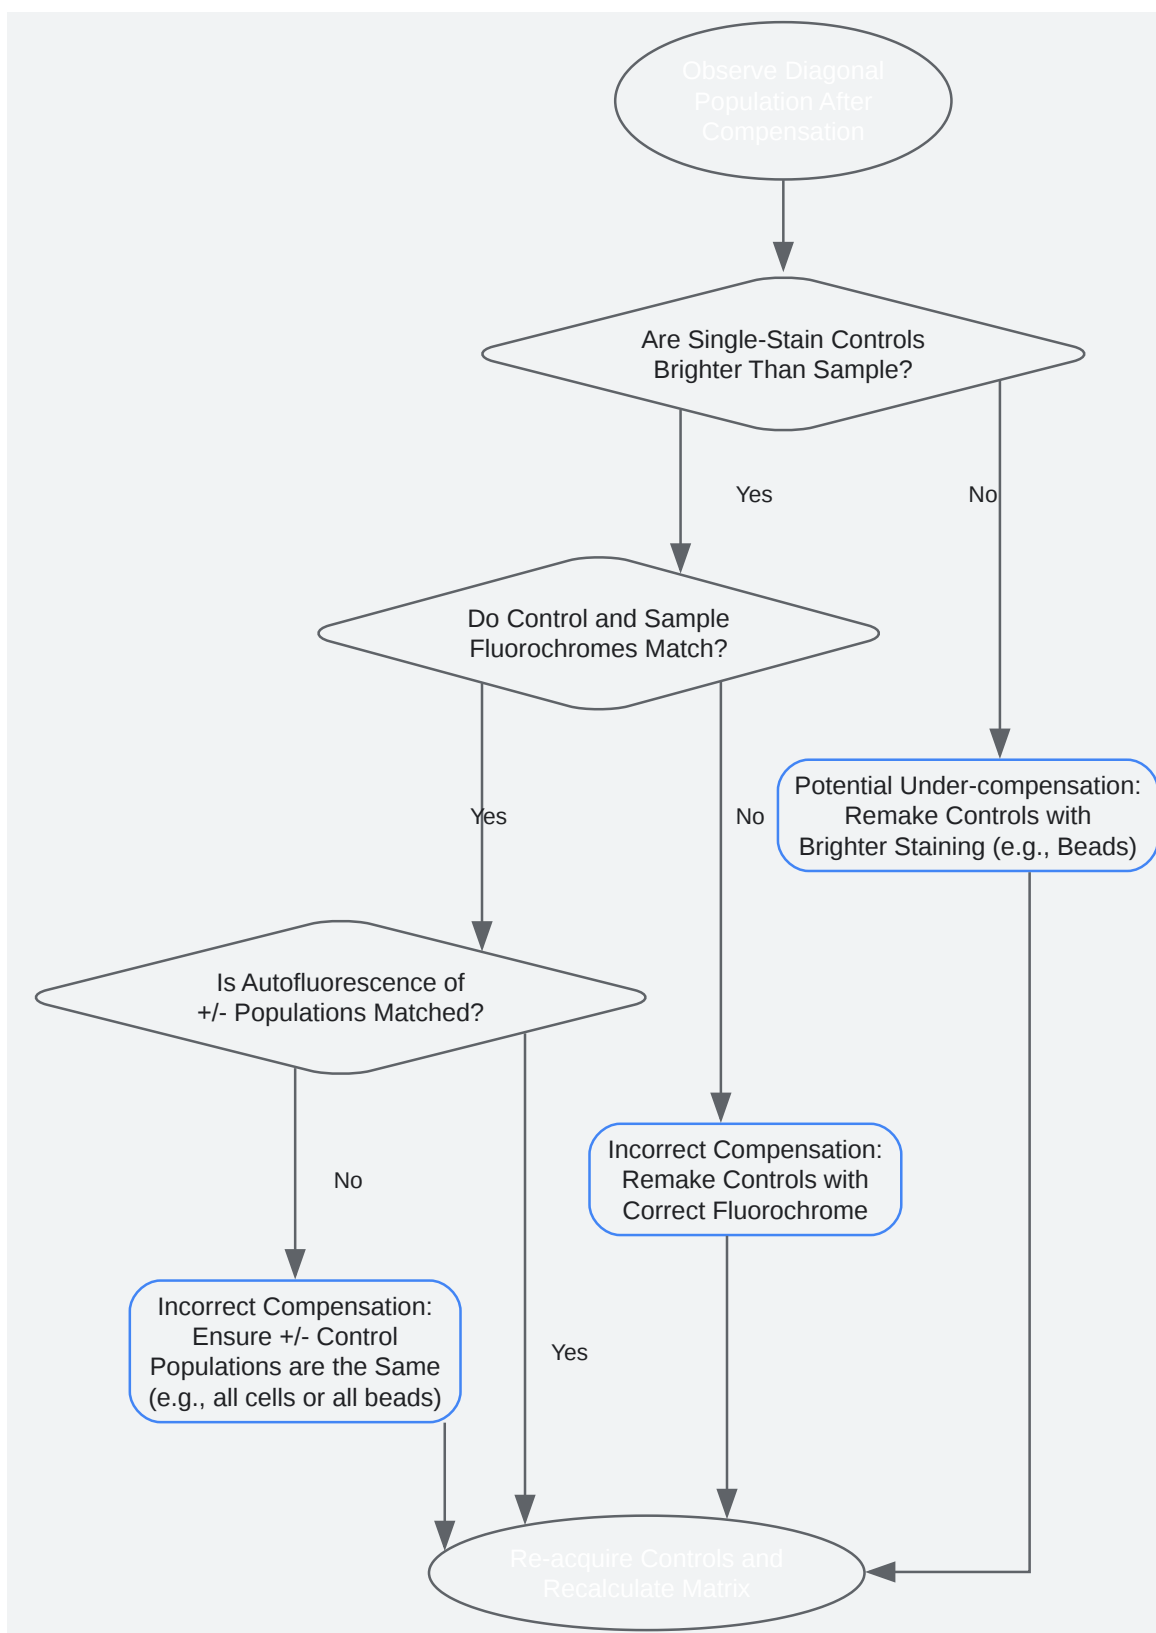 Observe Diagonal
Population After
Compensation
Are Single-Stain Controls
Brighter Than Sample?
Yes
No
Do Control and Sample
Fluorochromes Match?
Potential Under-compensation:
Remake Controls with
Brighter Staining (e.g., Beads)
Yes
No
Is Autofluorescence of
+/- Populations Matched?
Incorrect Compensation:
Remake Controls with
Correct Fluorochrome
No
Incorrect Compensation:
Ensure +/- Control
Populations are the Same
(e.g., all cells or all beads)
Yes
Re-acquire Controls and
Recalculate Matrix